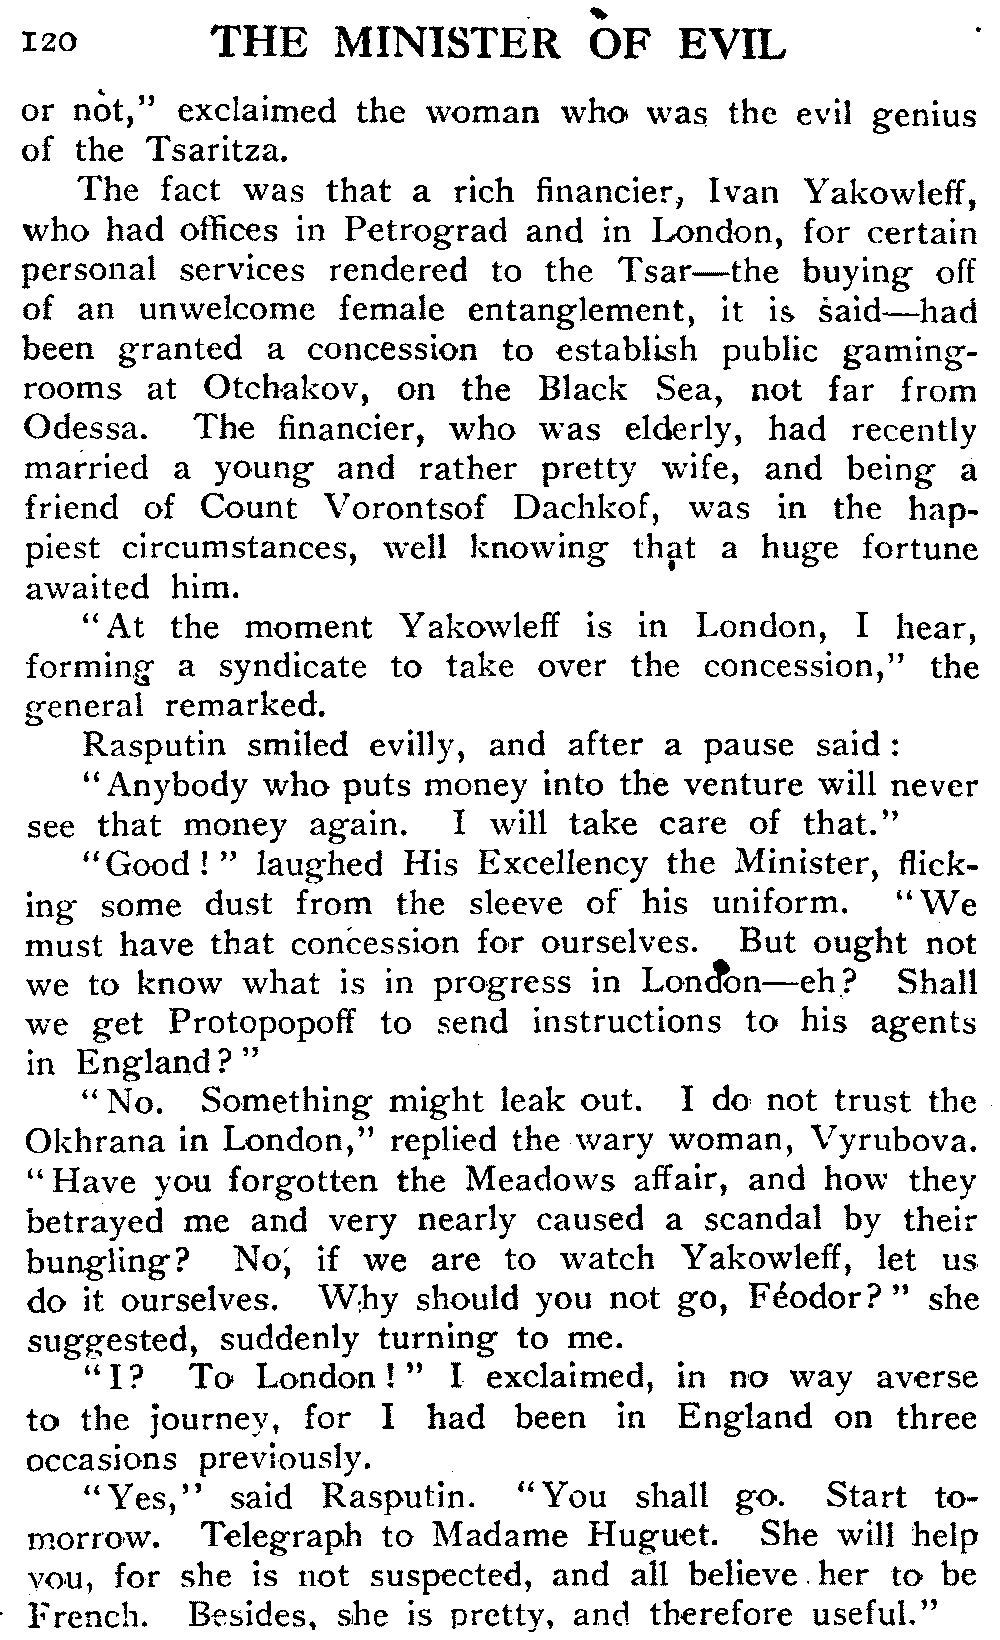 120 THE MINISTER OF EVIL
or not," exclaimed the woman who was the evil genius
of the Tsaritza.
The fact was that a rich financier, Ivan Yakowleff,
who had offices in Petrograd and in London, for certain
personal services rendered to the Tsar—the buying off
of an unwelcome female entanglement, it is said—had
been granted a concession to establish public gaming-
rooms at Otchakov, on the Black Sea, not far from
Odessa. The financier, who was elderly, had recently
married a young and rather pretty wife, and being a
friend of Count Vorontsof Dachkof, was in the hap-
piest circumstances, well knowing that a huge fortune
awaited him.
"At the moment Yakowleff is in London, I hear,
forming a syndicate to take over the concession," the
general remarked.
Rasputin smiled evilly, and after a pause said:
"Anybody who puts money into the venture will never
see that money again. I will take care of that."
"Good!" laughed His Excellency the Minister, flick-
ing some dust from the sleeve of his uniform. "We
must have that concession for ourselves. But ought not
we to know what is in progress in London—eh? Shall
we get Protopopoff to send instructions to his agents
in England?"
"No. Something might leak out. I do not trust the
Okhrana in London," replied the wary woman, Vyrubova.
"Have you forgotten the Meadows affair, and how they
betrayed me and very nearly caused a scandal by their
bungling? No, if we are to watch Yakowleff, let us
do it ourselves. Why should you not go, Féodor?" she
suggested, suddenly turning to me.
"I? To London!" I exclaimed, in no way averse
to the journey, for I had been in England on three
occasions previously.
"Yes," said Rasputin. "You shall go. Start to-
morrow. Telegraph to Madame Huguet. She will help
you, for she is not suspected, and all believe her to be
French. Besides, she is pretty, and therefore useful."